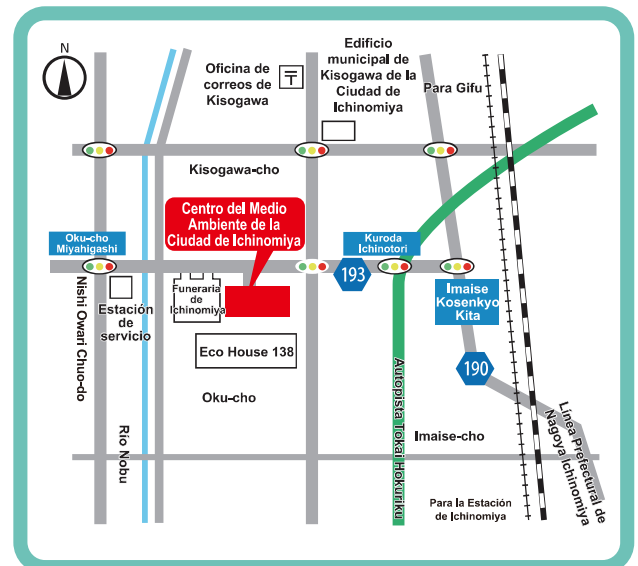 N
Oficina de
correos de
Kisogawa
〒
Edificio
municipal de
Kisogawa de la
Ciudad de
Ichinomiya
Para Gifu
Kisogawa-cho
Centro del Medio
Ambiente de la
Ciudad de Ichinomiya
Oku-cho
Miyahigashi
Kuroda
Ichinotori
193
Imaise
Kosenkyo
Kita
Funeraria
de
Ichinomiya
Estación
de
servicio
Nishi Owari Chuo-do
Eco House 138
190
Oku-cho
Autopista Tokai Hokuriku
Imaise-cho
Rio Nobu
Línea Prefectural de
Nagoya Ichinomiya
Para la Estación
de Ichinomiya